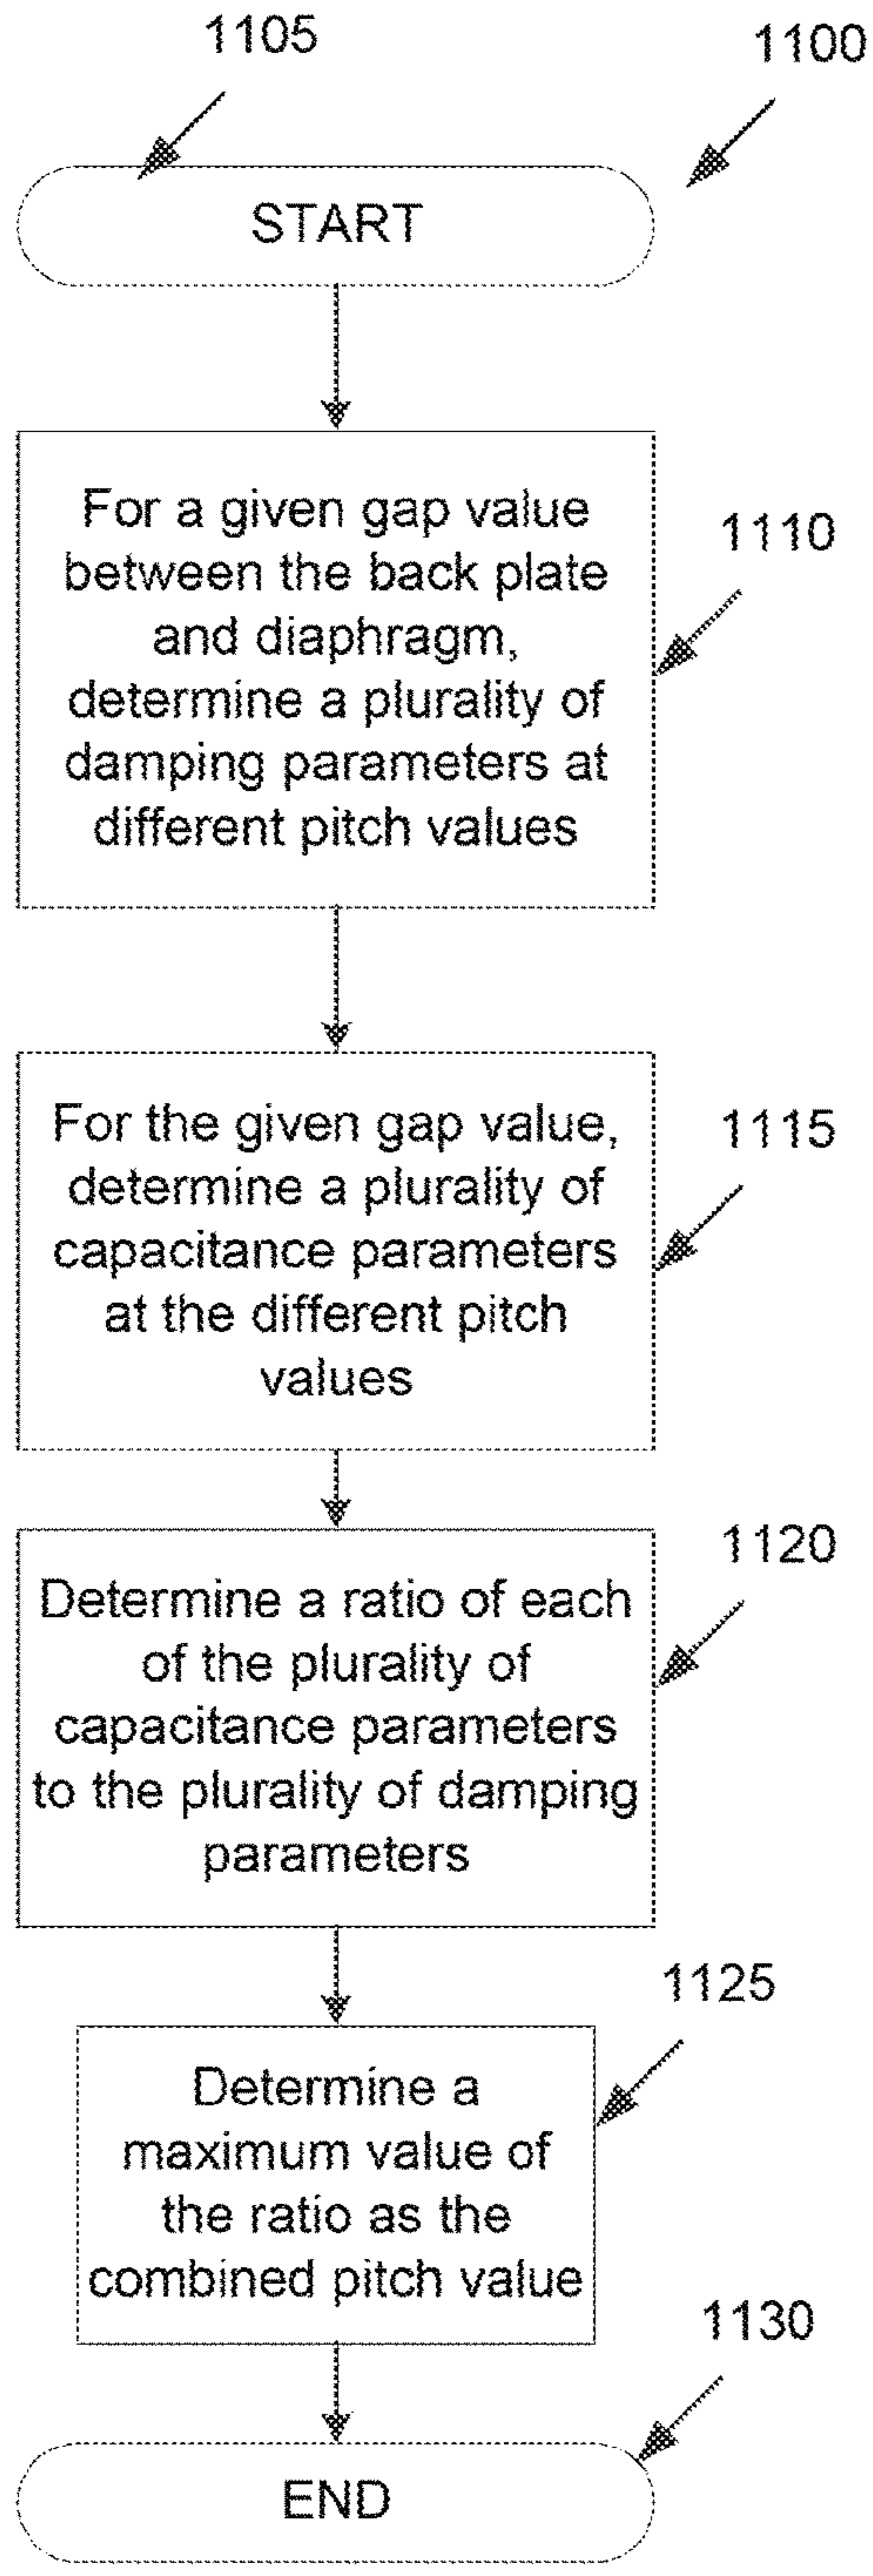 1105
1100
START
For a given gap value
between the back plate
and diaphragm,
determine a plurality of
damping parameters at
different pitch values
1110
For the given gap value,
determine a plurality of
capacitance parameters
at the different pitch
values
1115
Determine a ratio of each
of the plurality of
capacitance parameters
to the plurality of damping
parameters
1120
Determine a
maximum value of
the ratio as the
combined pitch value
1125
END
1130